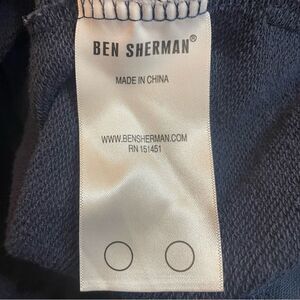 BEN SHERMAN®
MADE IN CHINA
WWW.BENSHERMAN.COM
RN 151451